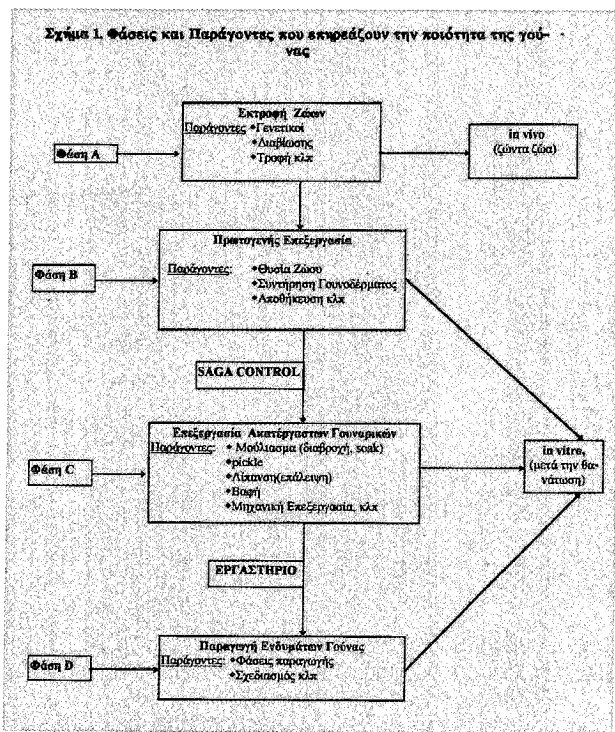 Σχήμα 1. Φάσεις και Παράγοντες που επηρεάζουν την ποιότητα της γού-
νας
Εκτροφή Ζώων
Παράγοντες ◆Γενετικοί
◆Διαβίωσης
◆Τροφή κλπ
Φάση Α
in vivo
(ζώντα ζώα)
Πρωτογενής Επεξεργασία
Παράγοντες: ◆Θυσία Ζώου
◆Συντήρηση Γουνοδέρματος
◆Αποθήκευση κλπ
Φάση Β
SAGA CONTROL
Επεξεργασία Ακατέργαστων Γουναρικών
Παράγοντες: ◆ Μούλιασμα (διαβροχή, soak)
◆pickle
◆Λίπανση(επάλειψη)
◆Βαφή
◆Μηχανική Επεξεργασία, κλπ
Φάση C
in vitro,
(μετά την θα-
νάτωση)
ΕΡΓΑΣΤΗΡΙΟ
Παραγωγή Ενδυμάτων Γούνας
Παράγοντες: ◆Φάσεις παραγωγής
◆Σχεδιασμός κλπ
Φάση D